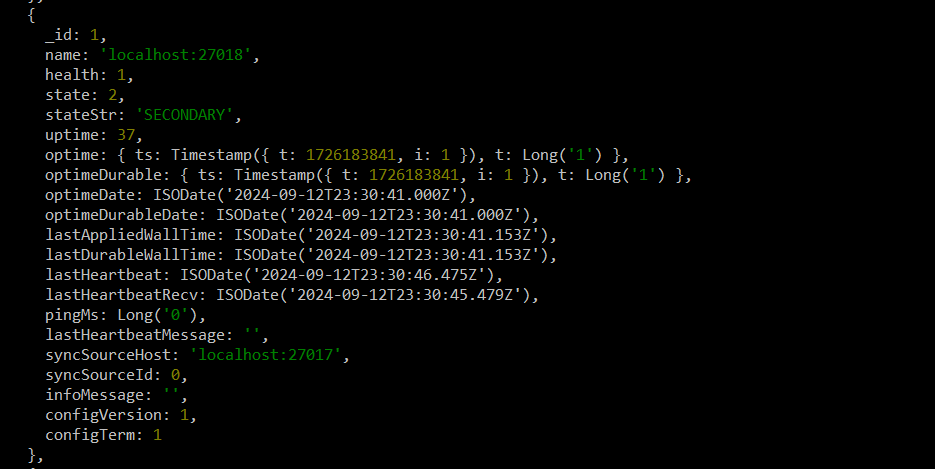 {
_id: 1,
name: 'localhost:27018',
health: 1,
state: 2,
stateStr: 'SECONDARY',
uptime: 37,
optime: { ts: Timestamp({ t: 1726183841, i: 1 }), t: Long('1') },
optimeDurable: { ts: Timestamp({ t: 1726183841, i: 1 }), t: Long('1') },
optimeDate: ISODate('2024-09-12T23:30:41.000Z'),
optimeDurableDate: ISODate('2024-09-12T23:30:41.000Z'),
lastAppliedWallTime: ISODate('2024-09-12T23:30:41.153Z'),
lastDurableWallTime: ISODate('2024-09-12T23:30:41.153Z'),
lastHeartbeat: ISODate('2024-09-12T23:30:46.475Z'),
lastHeartbeatRecv: ISODate('2024-09-12T23:30:45.479Z'),
pingMs: Long('0'),
lastHeartbeatMessage: '',
syncSourceHost: 'localhost:27017',
syncSourceId: 0,
infoMessage: '',
configVersion: 1,
configTerm: 1
},